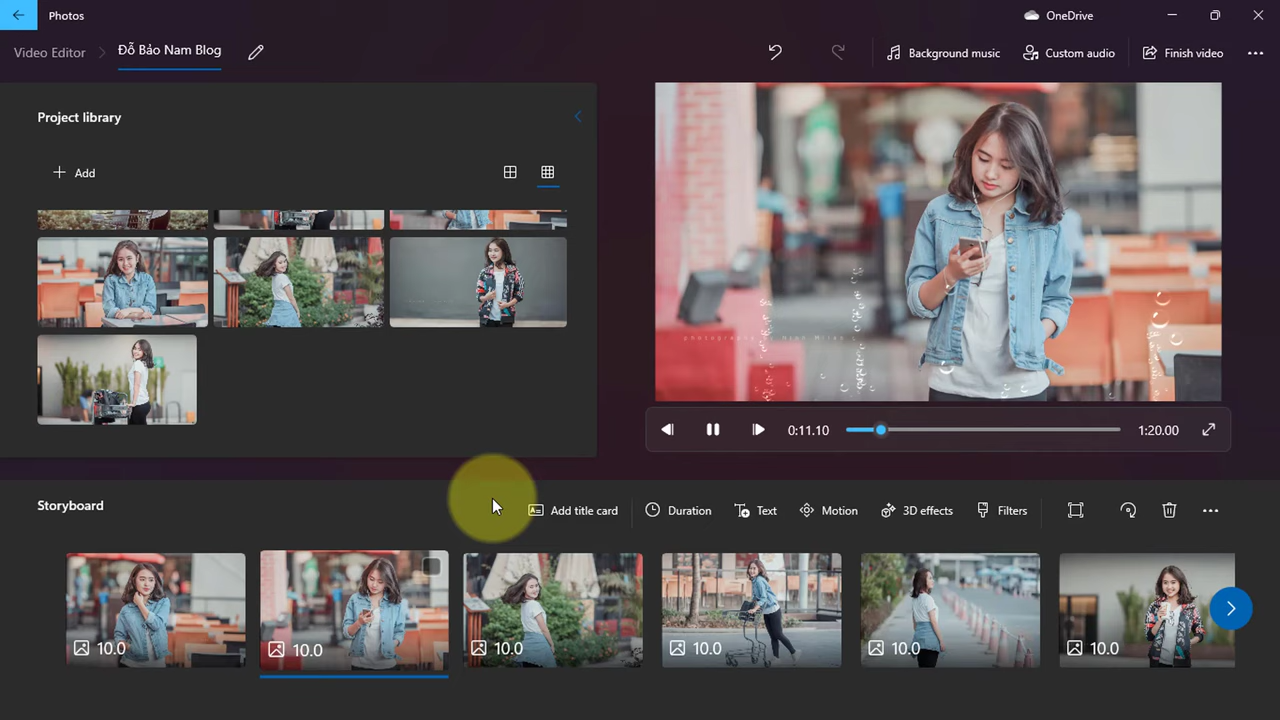 Photos
OneDrive
Video Editor
Đỗ Bảo Nam Blog
Background music
Custom audio
Finish video
Project library
Add
0:11.10
1:20.00
Storyboard
Add title card
Duration
Text
Motion
3D effects
Filters
10.0
10.0
10.0
10.0
10.0
10.0